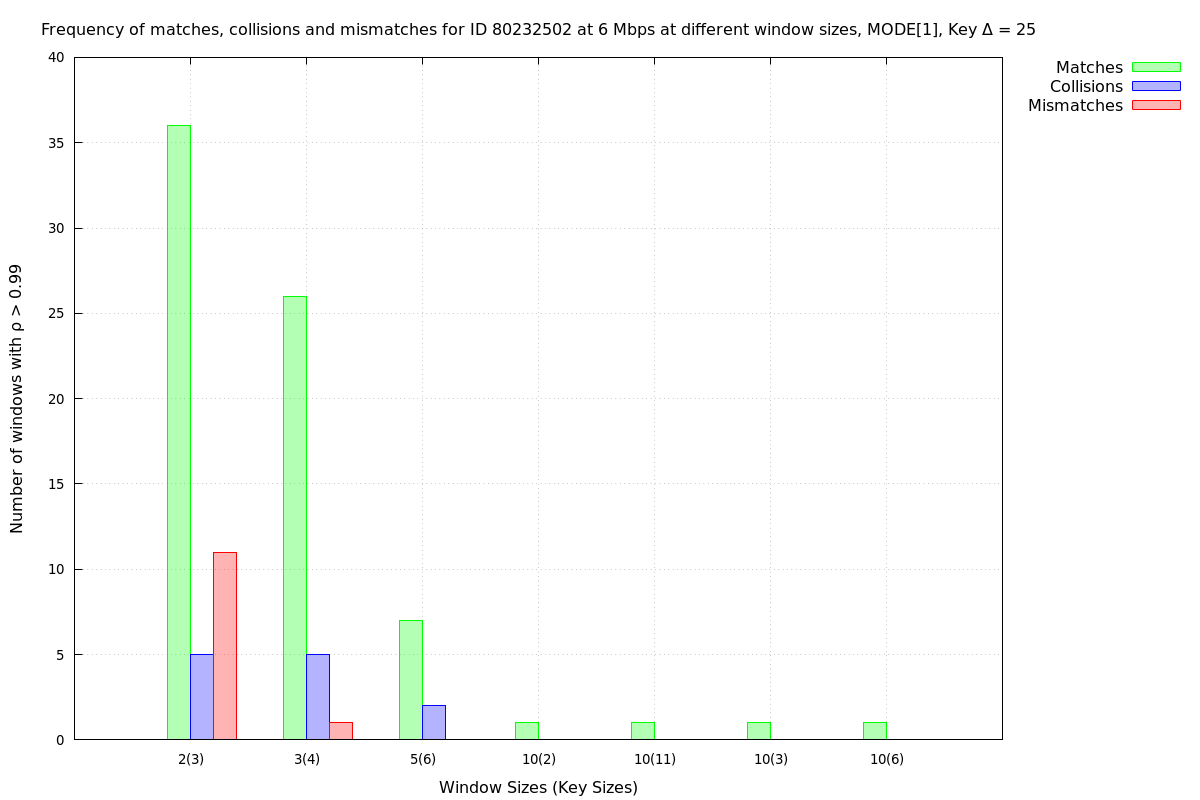 Frequency of matches, collisions and mismatches for ID 80232502 at 6 Mbps at different window sizes, MODE[1], Key Δ = 25
Matches
Collisions
Mismatches
Number of windows with ρ > 0.99
40
35
30
25
20
15
10
5
0
2(3) 3(4) 5(6) 10(2) 10(11) 10(3) 10(6)
Window Sizes (Key Sizes)